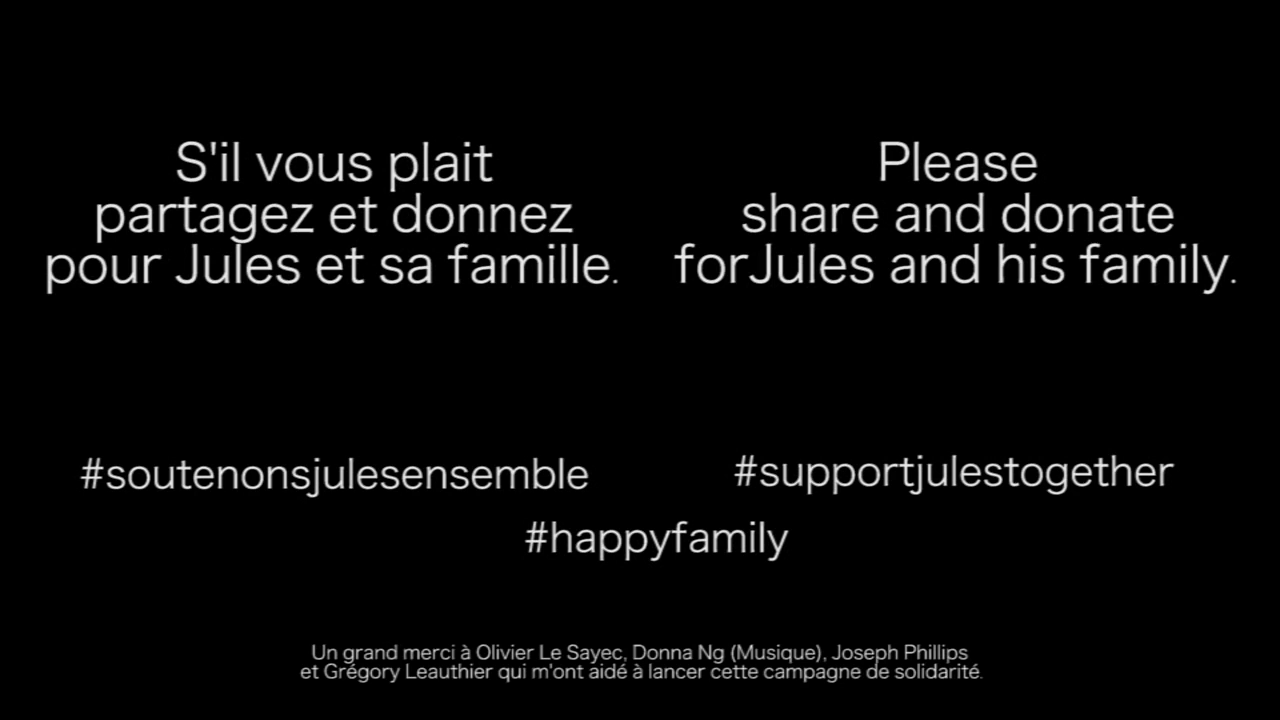 S'il vous plait
partagez et donnez
pour Jules et sa famille.
Please
share and donate
forJules and his family.
#soutenonsjulesensemble
#supportjulestogether
#happyfamily
Un grand merci à Olivier Le Sayec, Donna Ng (Musique), Joseph Phillips
et Grégory Leauthier qui m'ont aidé à lancer cette campagne de solidarité.